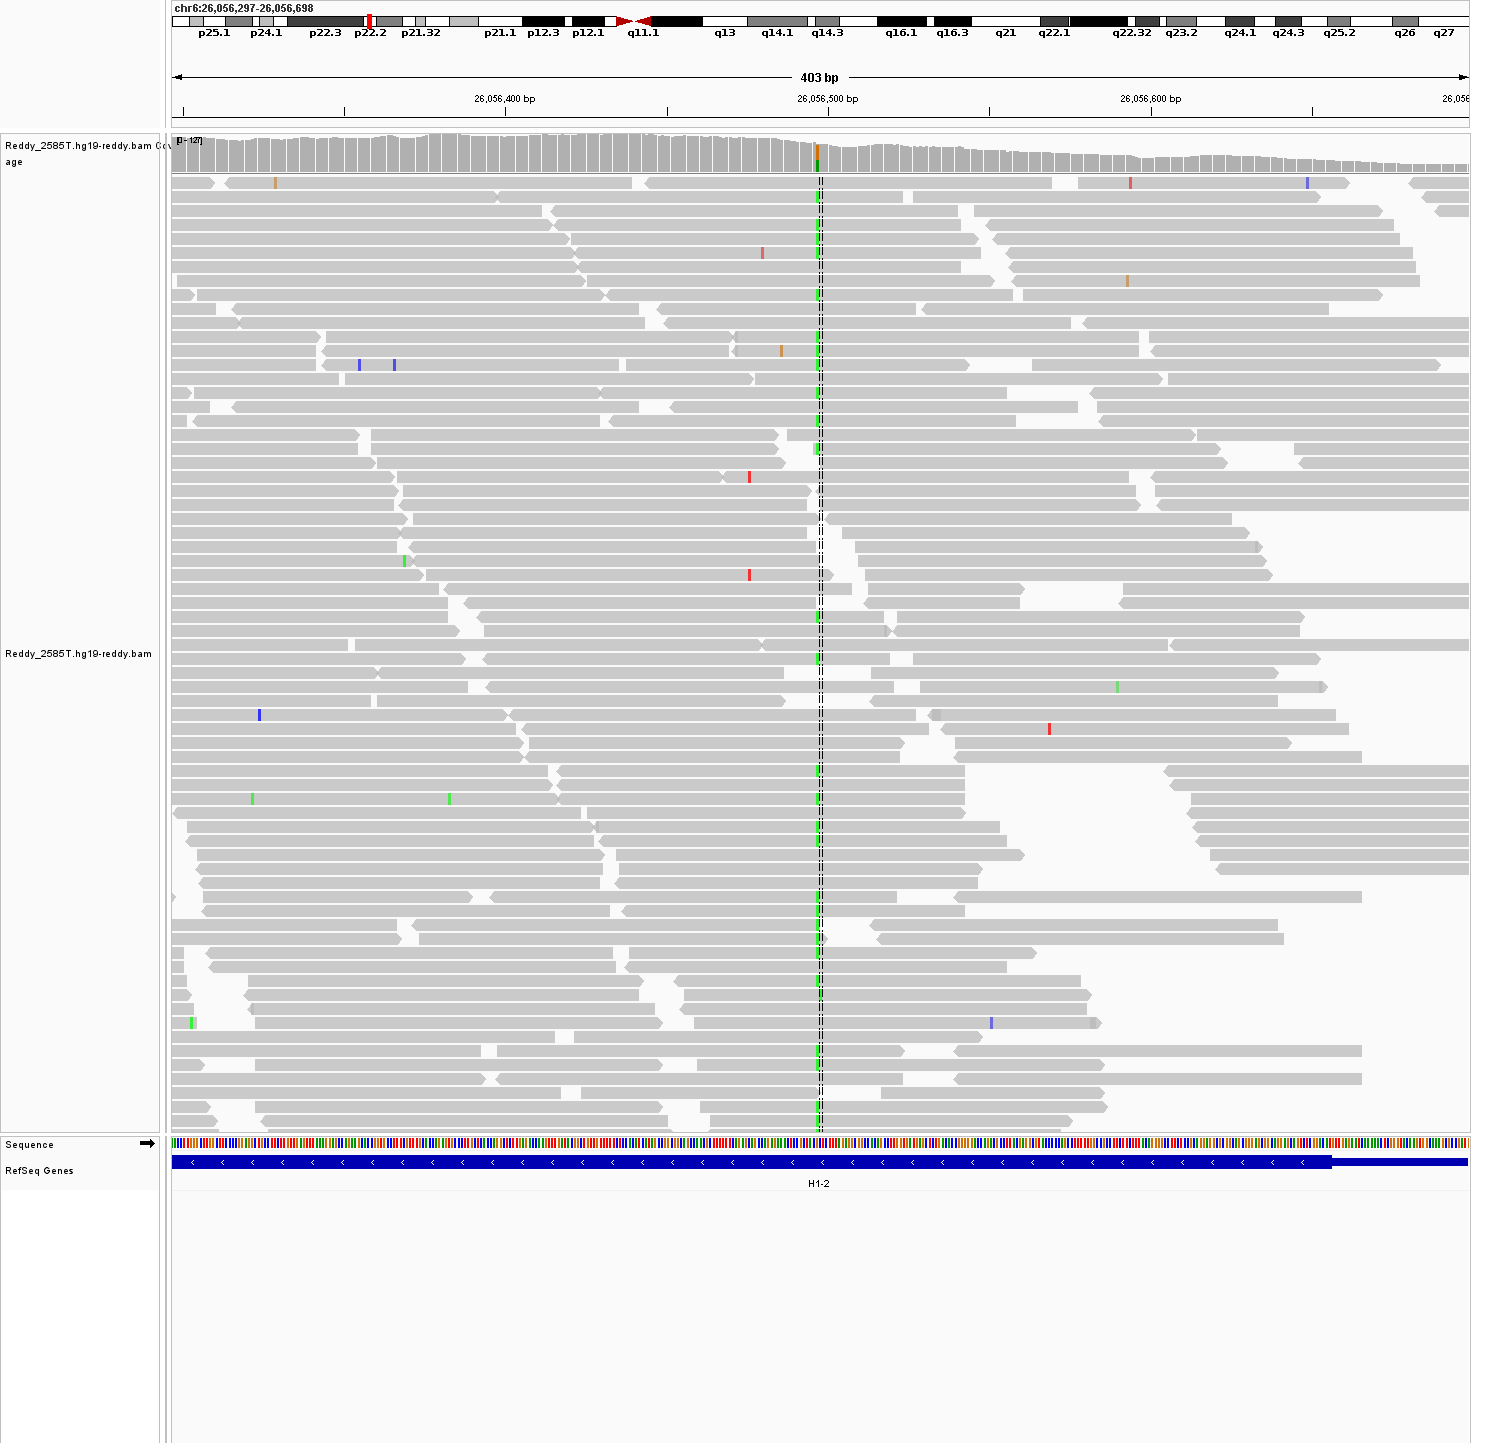 chr6:26,056,297-26,056,698
p25.1 p24.1 p22.3 p22.2 p21.32 p21.1 p12.3 p12.1 q11.1 q13 q14.1 q14.3 q16.1 q16.3 q21 q22.1 q22.32 q23.2 q24.1 q24.3 q25.2 q26 q27
403 bp
26,056,400 bp 26,056,500 bp 26,056,600 bp 26,056
[0 - 127]
Reddy_2585T.hg19-reddy.bam Cov
age
Reddy_2585T.hg19-reddy.bam
Sequence
RefSeq Genes
H1-2